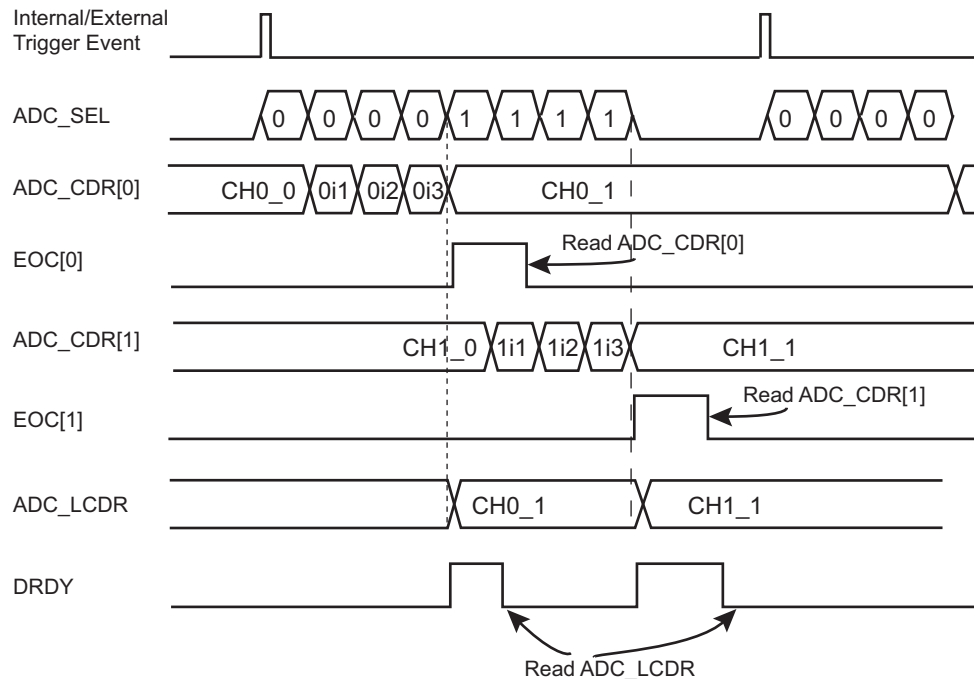 Internal/External
Trigger Event
ADC_SEL
0 0 0 0 1 1 1 1 0 0 0 0
ADC_CDR[0]
CH0_0 0i1 0i2 0i3 CH0_1
EOC[0]
Read ADC_CDR[0]
ADC_CDR[1]
CH1_0 1i1 1i2 1i3 CH1_1
EOC[1]
Read ADC_CDR[1]
ADC_LCDR
CH0_1 CH1_1
DRDY
Read ADC_LCDR